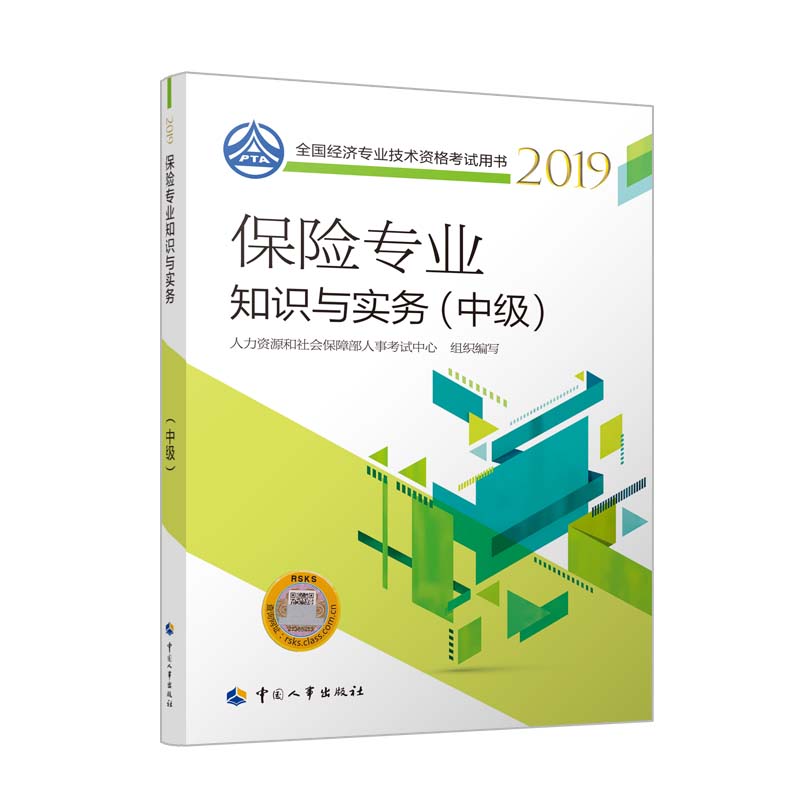 PTA
全国经济专业技术资格考试用书
2019
保险专业
知识与实务（中级）
人力资源和社会保障部人事考试中心 组织编写
RSKS
查询网址：rsks.class.com.cn
中国人事出版社
2019 保险专业知识与实务
（中级）
中国人事出版社